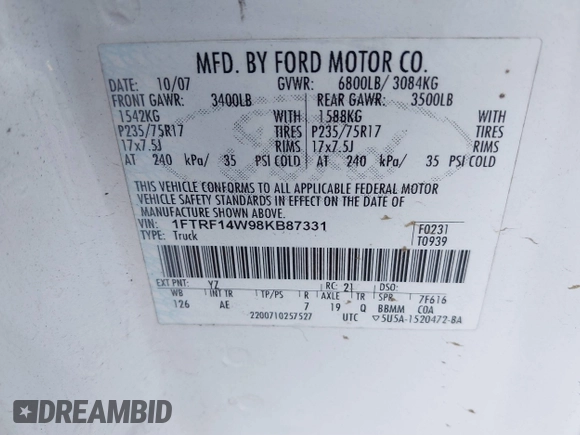 MFD. BY FORD MOTOR CO.
DATE: 10/07 GVWR: 6800LB/ 3084KG
FRONT GAWR: 3400LB REAR GAWR: 3500LB
1542KG WITH 1588KG WITH
P235/75R17 TIRES P235/75R17 TIRES
17x7.5J RIMS 17x7.5J RIMS
AT 240 kPa/ 35 PSI COLD AT 240 kPa/ 35 PSI COLD
THIS VEHICLE CONFORMS TO ALL APPLICABLE FEDERAL MOTOR
VEHICLE SAFETY STANDARDS IN EFFECT ON THE DATE OF
MANUFACTURE SHOWN ABOVE.
VIN: 1FTRF14W98KB87331 F0231
TYPE: Truck T0939
EXT PNT: YZ RC: 21 DSO:
WB INT TR TP/PS R AXLE TR SPR 7F616
126 AE 7 19 Q BBMM COA
2200710257527 UTC 5U5A-1520472-BA
DREAMBID